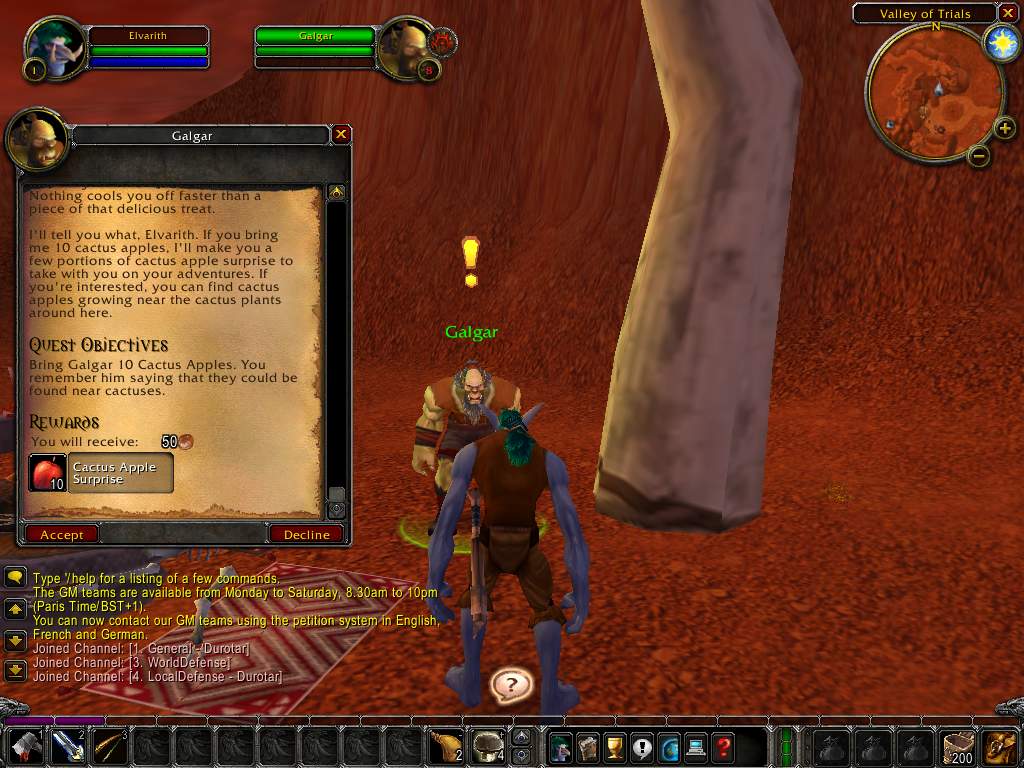 Elvarith
1
Galgar
8
Valley of Trials
N
Galgar
Nothing cools you off faster than a
piece of that delicious treat.
I'll tell you what, Elvarith. If you bring
me 10 cactus apples, I'll make you a
few portions of cactus apple surprise to
take with you on your adventures. If
you're interested, you can find cactus
apples growing near the cactus plants
around here.
Quest Objectives
Bring Galgar 10 Cactus Apples. You
remember him saying that they could be
found near cactuses.
Rewards
You will receive: 50
10
Cactus Apple
Surprise
Accept
Decline
Galgar
Type '/help for a listing of a few commands.
The GM teams are available from Monday to Saturday, 8.30am to 10pm
(Paris Time/BST+1).
You can now contact our GM teams using the petition system in English,
French and German.
Joined Channel: [1. General - Durotar]
Joined Channel: [3. WorldDefense]
Joined Channel: [4. LocalDefense - Durotar]
?
1
2
3
2
4
?
200